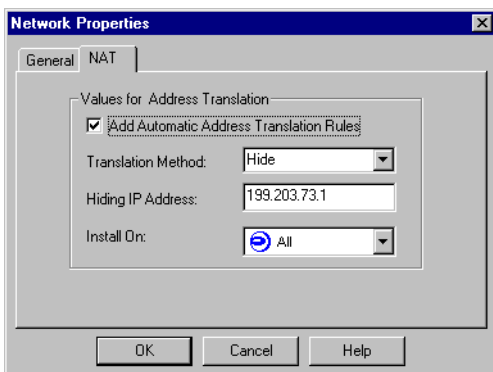 Network Properties
General NAT
Values for Address Translation
Add Automatic Address Translation Rules
Translation Method: Hide
Hiding IP Address: 199.203.73.1
Install On: All
OK Cancel Help